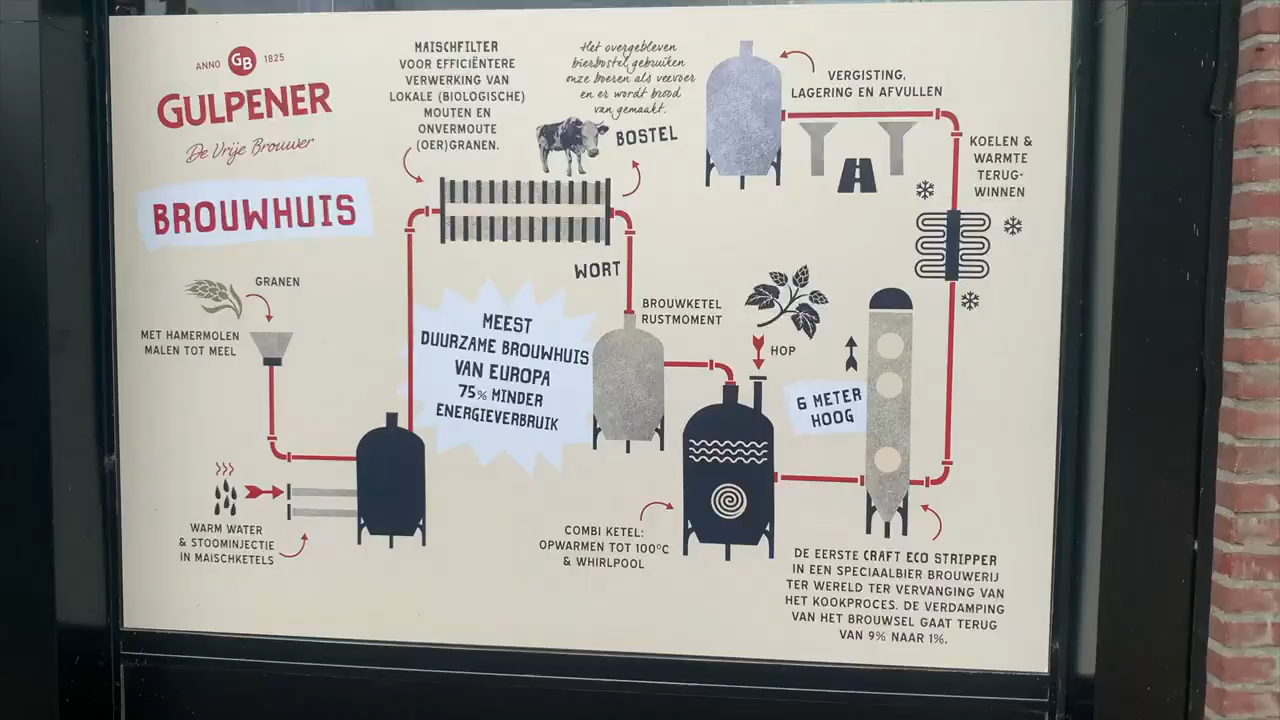 ANNO GB 1825
GULPENER
De Vrije Brouwer
BROUWHUIS
GRANEN
MET HAMERMOLEN
MALEN TOT MEEL
WARM WATER
& STOOMINJECTIE
IN MAISCHKETELS
MAISCHFILTER
VOOR EFFICIËNTERE
VERWERKING VAN
LOKALE (BIOLOGISCHE)
MOUTEN EN
ONVERMOUTE
(OER)GRANEN.
Het overgebleven
bierbostel gebruiken
onze boeren als veevoer
en er wordt brood
van gemaakt.
BOSTEL
WORT
MEEST
DUURZAME BROUWHUIS
VAN EUROPA
75% MINDER
ENERGIEVERBRUIK
BROUWKETEL
RUSTMOMENT
HOP
COMBI KETEL:
OPWARMEN TOT 100°C
& WHIRLPOOL
6 METER
HOOG
DE EERSTE CRAFT ECO STRIPPER
IN EEN SPECIAALBIER BROUWERIJ
TER WERELD TER VERVANGING VAN
HET KOOKPROCES. DE VERDAMPING
VAN HET BROUWSEL GAAT TERUG
VAN 9% NAAR 1%.
KOELEN &
WARMTE
TERUG-
WINNEN
VERGISTING,
LAGERING EN AFVULLEN